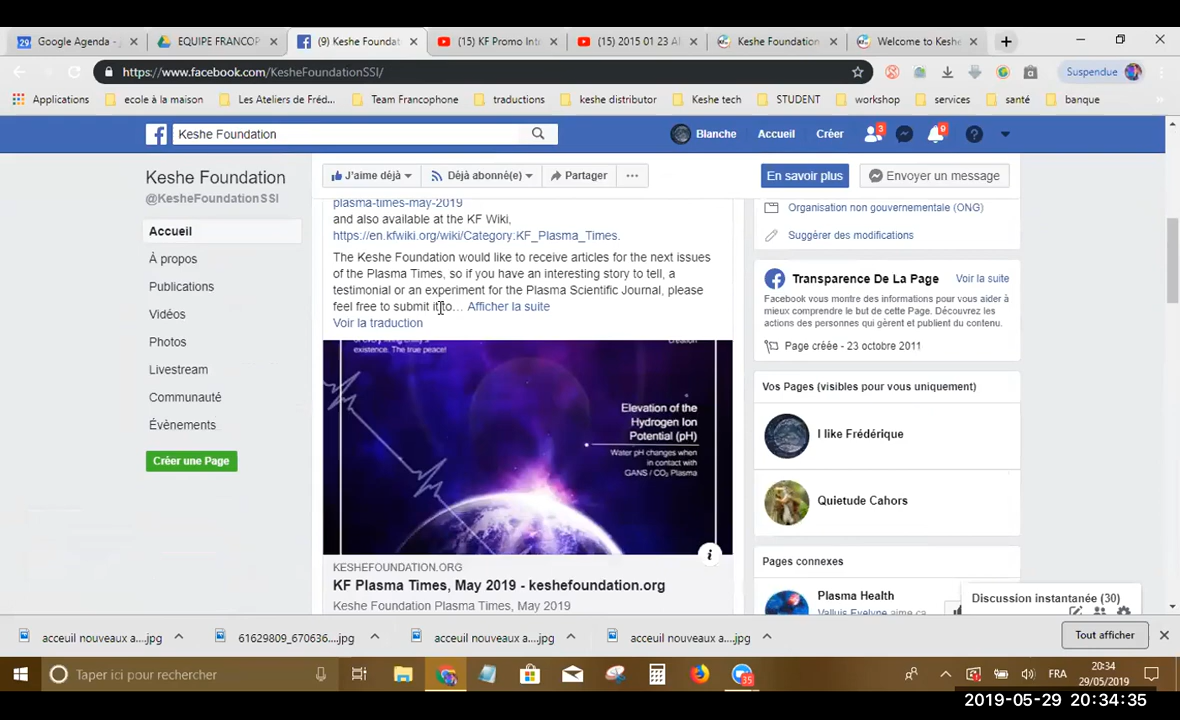 Google Agenda -
EQUIPE FRANCOP
(9) Keshe Foundat
(15) KF Promo Int
(15) 2015 01 23 A
Keshe Foundation
Welcome to Keshe
https://www.facebook.com/KesheFoundationSSI/
Suspendue
Applications
ecole à la maison
Les Ateliers de Fréd...
Team Francophone
traductions
keshe distributor
Keshe tech
STUDENT
workshop
services
santé
banque
Keshe Foundation
Blanche
Accueil
Créer
3
9
Keshe Foundation
@KesheFoundationSSI
J'aime déjà
Déjà abonné(e)
Partager
En savoir plus
Envoyer un message
Accueil
À propos
Publications
Vidéos
Photos
Livestream
Communauté
Évènements
Créer une Page
plasma-times-may-2019
and also available at the KF Wiki,
https://en.kfwiki.org/wiki/Category:KF_Plasma_Times.
The Keshe Foundation would like to receive articles for the next issues
of the Plasma Times, so if you have an interesting story to tell, a
testimonial or an experiment for the Plasma Scientific Journal, please
feel free to submit it to... Afficher la suite
Voir la traduction
existence. The true peace!
Elevation of the
Hydrogen Ion
Potential (pH)
Water pH changes when
in contact with
GANS / CO2 Plasma
KESHEFOUNDATION.ORG
KF Plasma Times, May 2019 - keshefoundation.org
Keshe Foundation Plasma Times, May 2019
Organisation non gouvernementale (ONG)
Suggérer des modifications
Transparence De La Page
Voir la suite
Facebook vous montre des informations pour vous aider à
mieux comprendre le but de cette Page. Découvrez les
actions des personnes qui gèrent et publient du contenu.
Page créée - 23 octobre 2011
Vos Pages (visibles pour vous uniquement)
I like Frédérique
Quietude Cahors
Pages connexes
Plasma Health
Valluis Evelyne aime ca
Discussion instantanée (30)
acceuil nouveaux a....jpg
61629809_670636....jpg
acceuil nouveaux a....jpg
acceuil nouveaux a....jpg
Tout afficher
Taper ici pour rechercher
35
FRA
20:34
29/05/2019
2019-05-29 20:34:35